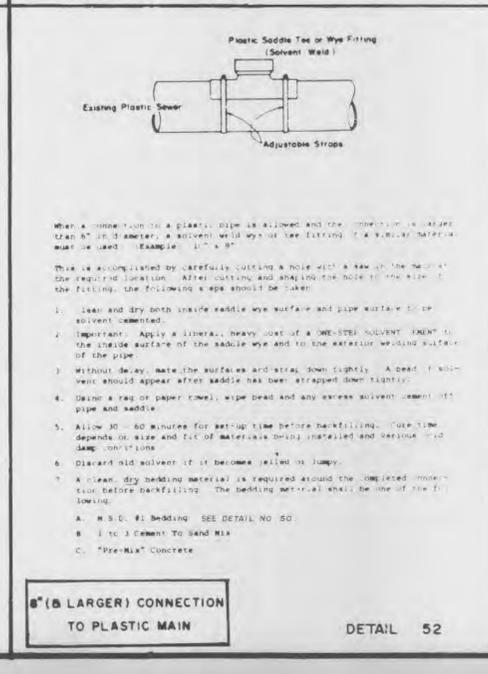 Plastic Saddle Tee or Wye Fitting
(Solvent Weld)
Existing Plastic Sewer
Adjustable Straps
When a connection to a plastic pipe is allowed and the connection is larger
than 6" in diameter, a solvent weld wye or tee fitting of a similar material
must be used. (Example
This is accomplished by carefully cutting a hole with a saw in the main at
the required location. After cutting and shaping the hole to the size of
the fitting, the following steps should be taken
1. Clean and dry both inside saddle wye surface and pipe surface to be
solvent cemented.
2. Important: Apply a liberal, heavy coat of a ONE-STEP SOLVENT CEMENT to
the inside surface of the saddle wye and to the exterior welding surface
of the pipe.
3. Without delay, mate the surfaces and strap down tightly. A bead of sol-
vent should appear after saddle has been strapped down tightly.
4. Using a rag or paper towel, wipe bead and any excess solvent cement off
pipe and saddle
5. Allow 30 - 60 minutes for set-up time before backfilling. Cure time
depends on size and fit of materials being installed and various
damp conditions
6. Discard old solvent if it becomes jelled or lumpy.
7. A clean, dry bedding material is required around the completed connec-
tion before backfilling. The bedding material shall be one of the fol-
lowing.
A. M.S.D. #1 Bedding SEE DETAIL NO 50
B. 1 to 3 Cement To Sand Mix
C. "Pre-Mix" Concrete
8" (& LARGER) CONNECTION
TO PLASTIC MAIN
DETAIL 52